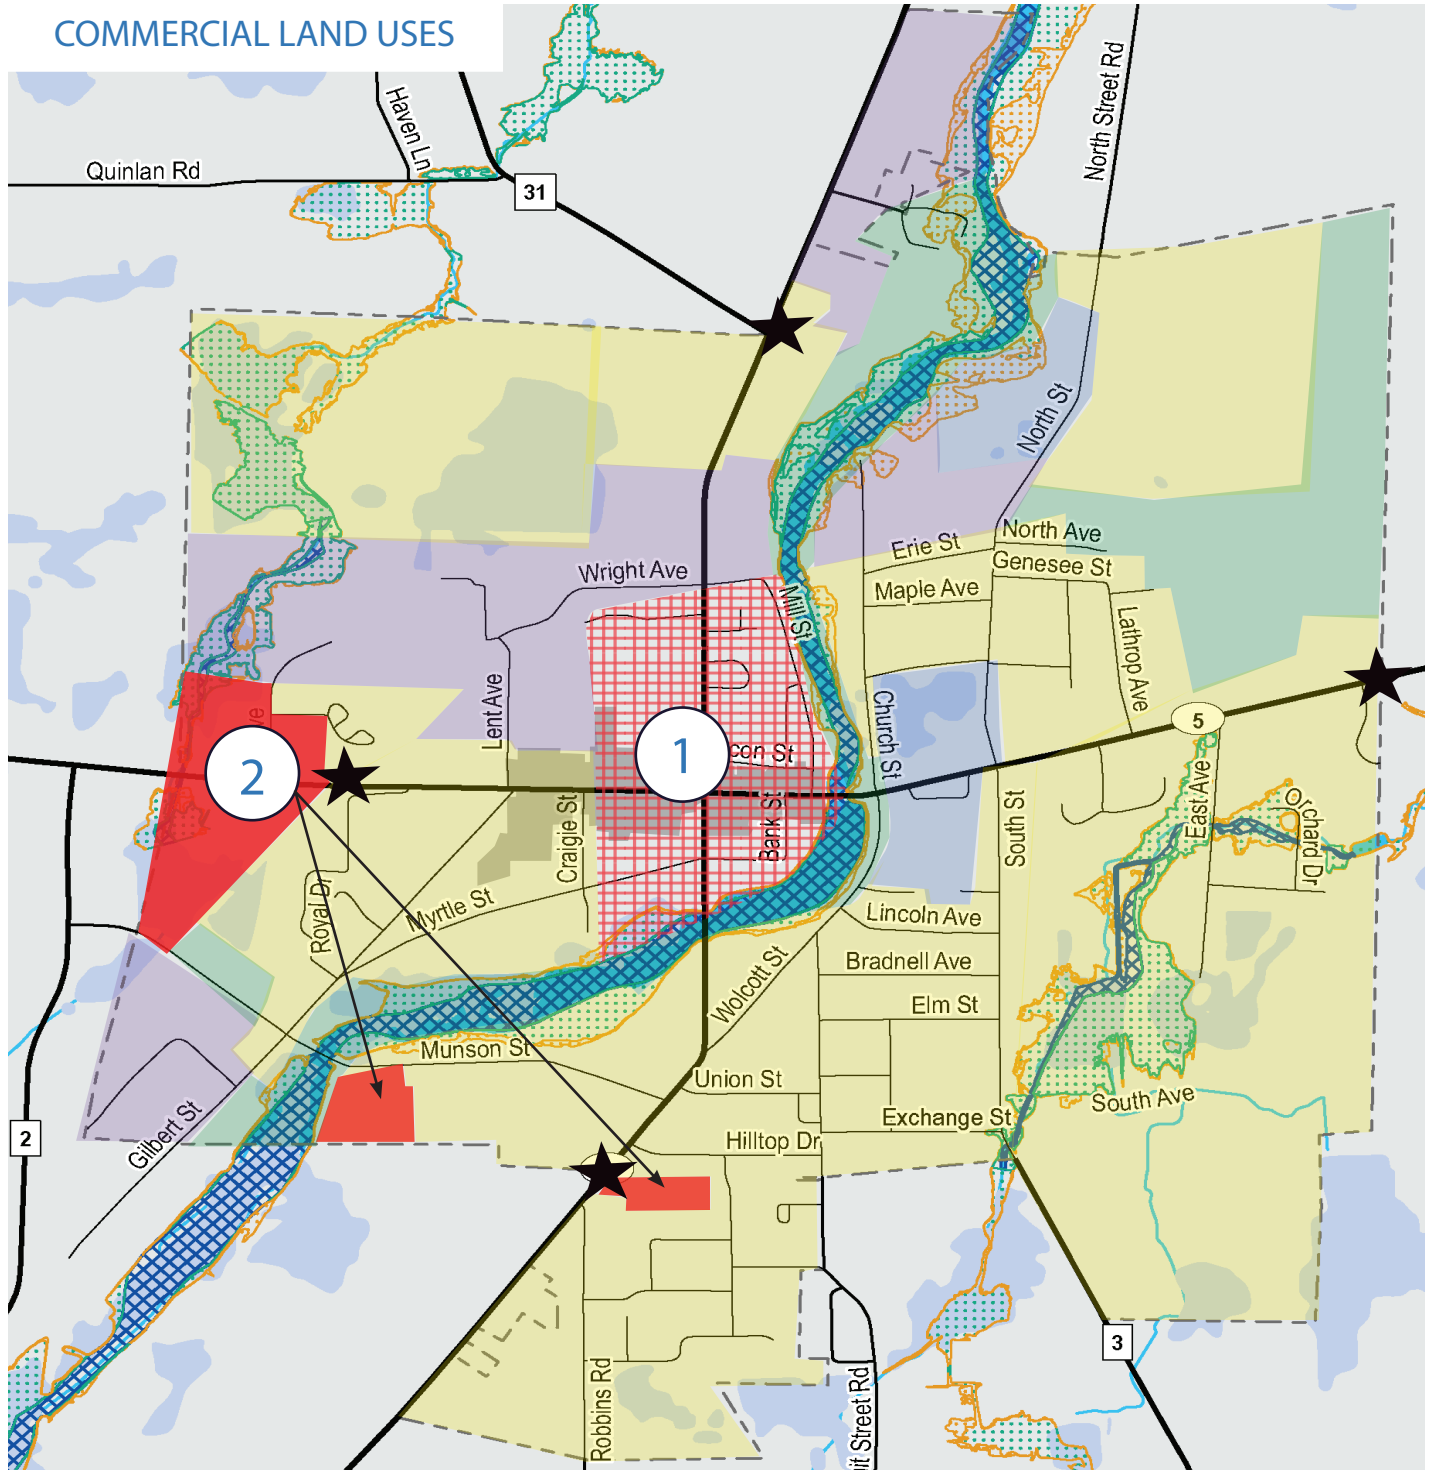 COMMERCIAL LAND USES
Haven Ln
North Street Rd
Quinlan Rd
31
North St
North Ave
Erie St
Genesee St
Wright Ave
Maple Ave
Mill St
Lathrop Ave
Lent Ave
Church St
5
Ave
1
con St
2
East Ave
Orchard Dr
Craigie St
Bank St
South St
Royal Dr
Myrtle St
Lincoln Ave
Bradnell Ave
Wolcott St
Elm St
Munson St
Union St
South Ave
Exchange St
Gilbert St
2
Hilltop Dr
3
Robbins Rd
it Street Rd